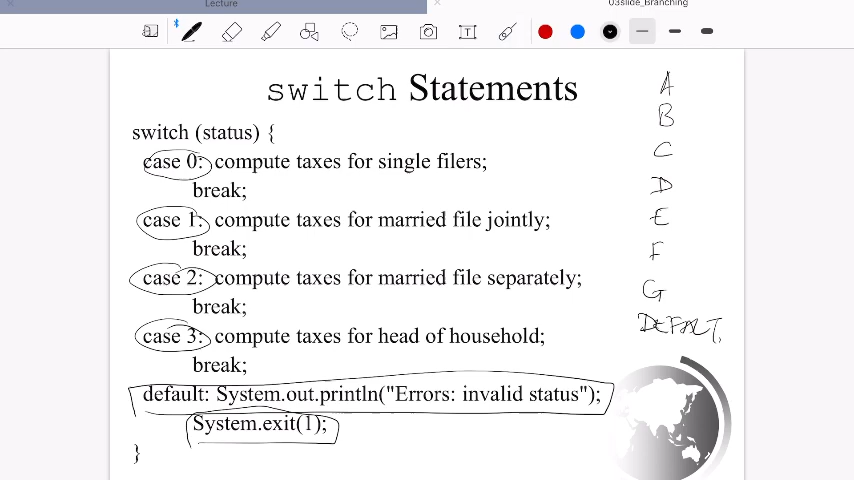 Lecture
03slide_Branching
switch Statements
switch (status) {
case 0: compute taxes for single filers;
break;
case 1: compute taxes for married file jointly;
break;
case 2: compute taxes for married file separately;
break;
case 3: compute taxes for head of household;
break;
default: System.out.println("Errors: invalid status");
System.exit(1);
}
A
B
C
D
E
F
G
DEFALT